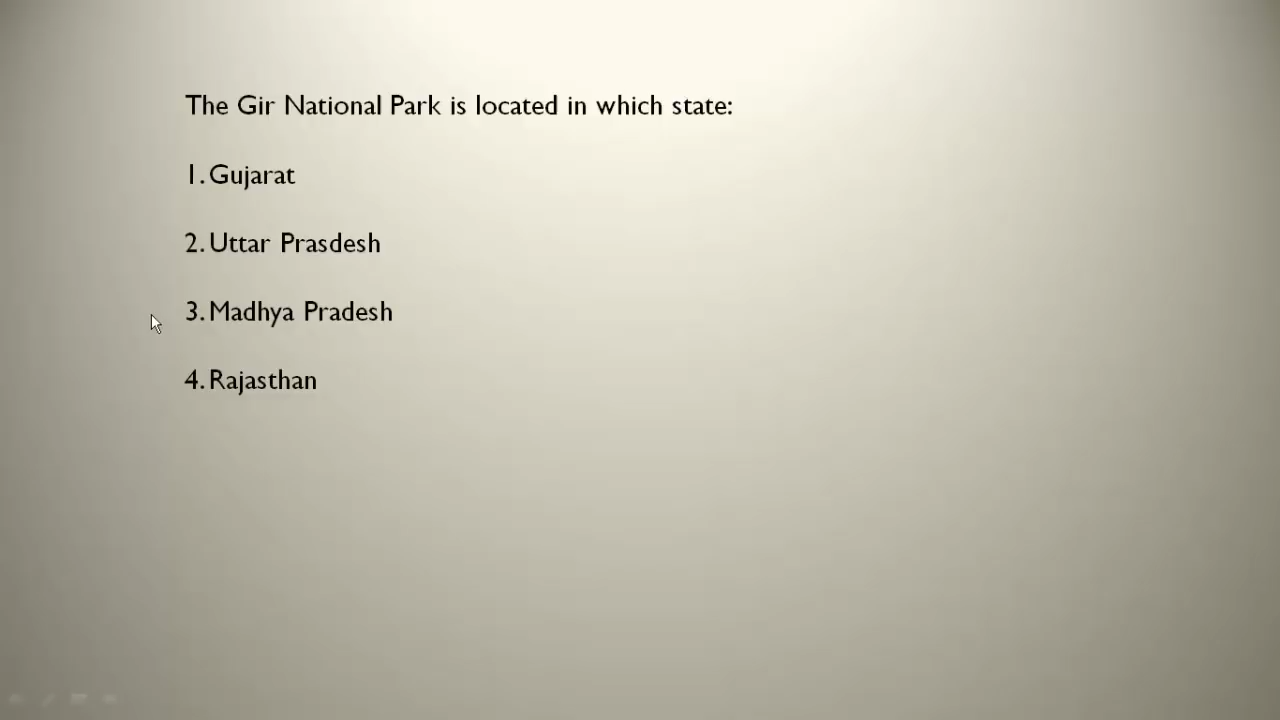 The Gir National Park is located in which state:
1. Gujarat
2. Uttar Prasdesh
3. Madhya Pradesh
4. Rajasthan